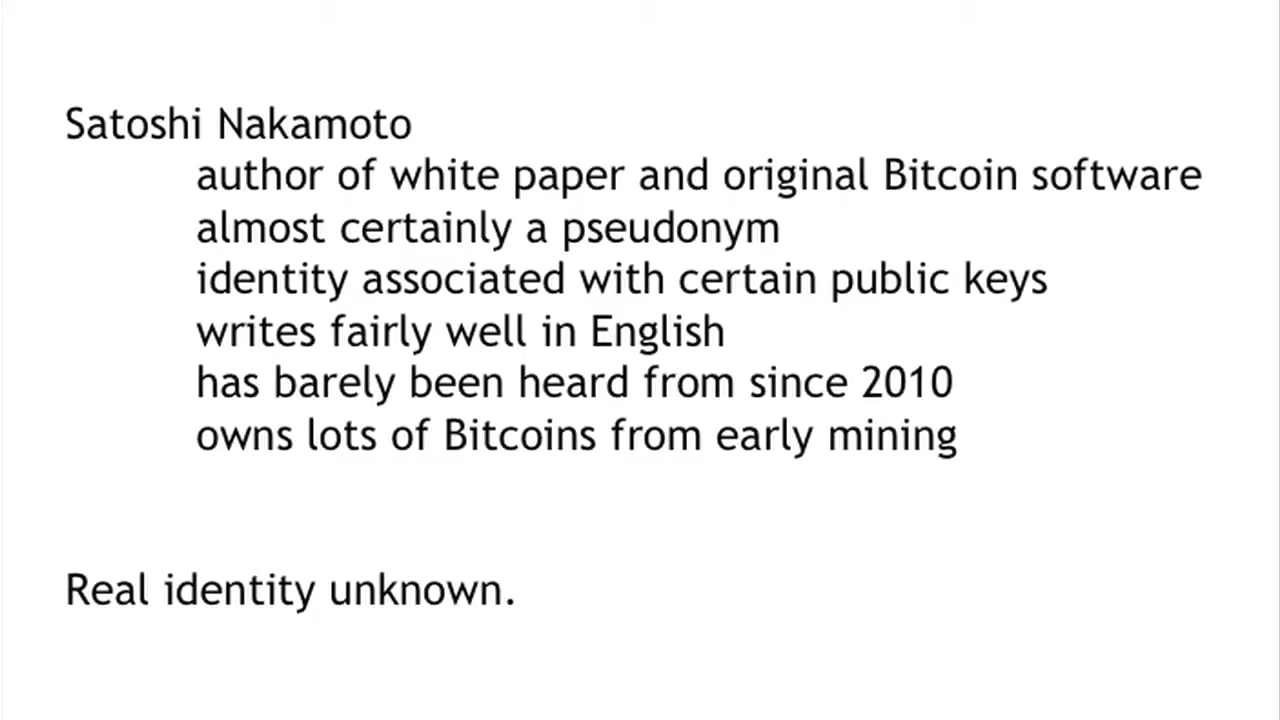 Satoshi Nakamoto
author of white paper and original Bitcoin software
almost certainly a pseudonym
identity associated with certain public keys
writes fairly well in English
has barely been heard from since 2010
owns lots of Bitcoins from early mining
Real identity unknown.